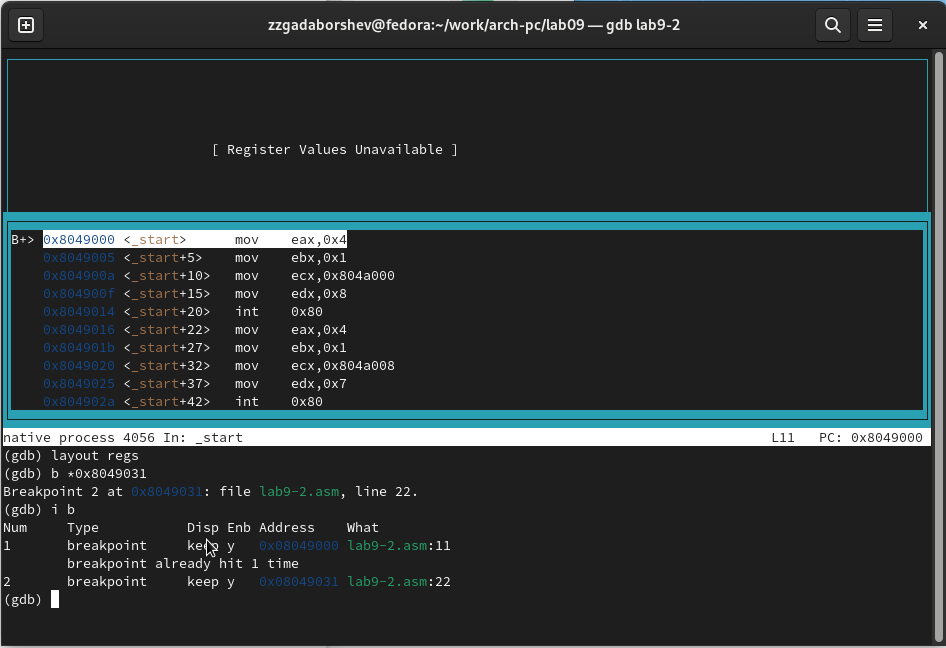 zzgadaborshev@fedora:~/work/arch-pc/lab09 — gdb lab9-2
[ Register Values Unavailable ]
B+> 0x8049000 <_start> mov eax,0x4
0x8049005 <_start+5> mov ebx,0x1
0x804900a <_start+10> mov ecx,0x804a000
0x804900f <_start+15> mov edx,0x8
0x8049014 <_start+20> int 0x80
0x8049016 <_start+22> mov eax,0x4
0x804901b <_start+27> mov ebx,0x1
0x8049020 <_start+32> mov ecx,0x804a008
0x8049025 <_start+37> mov edx,0x7
0x804902a <_start+42> int 0x80
native process 4056 In: _start L11 PC: 0x8049000
(gdb) layout regs
(gdb) b *0x8049031
Breakpoint 2 at 0x8049031: file lab9-2.asm, line 22.
(gdb) i b
Num Type Disp Enb Address What
1 breakpoint keep y 0x08049000 lab9-2.asm:11
breakpoint already hit 1 time
2 breakpoint keep y 0x08049031 lab9-2.asm:22
(gdb)